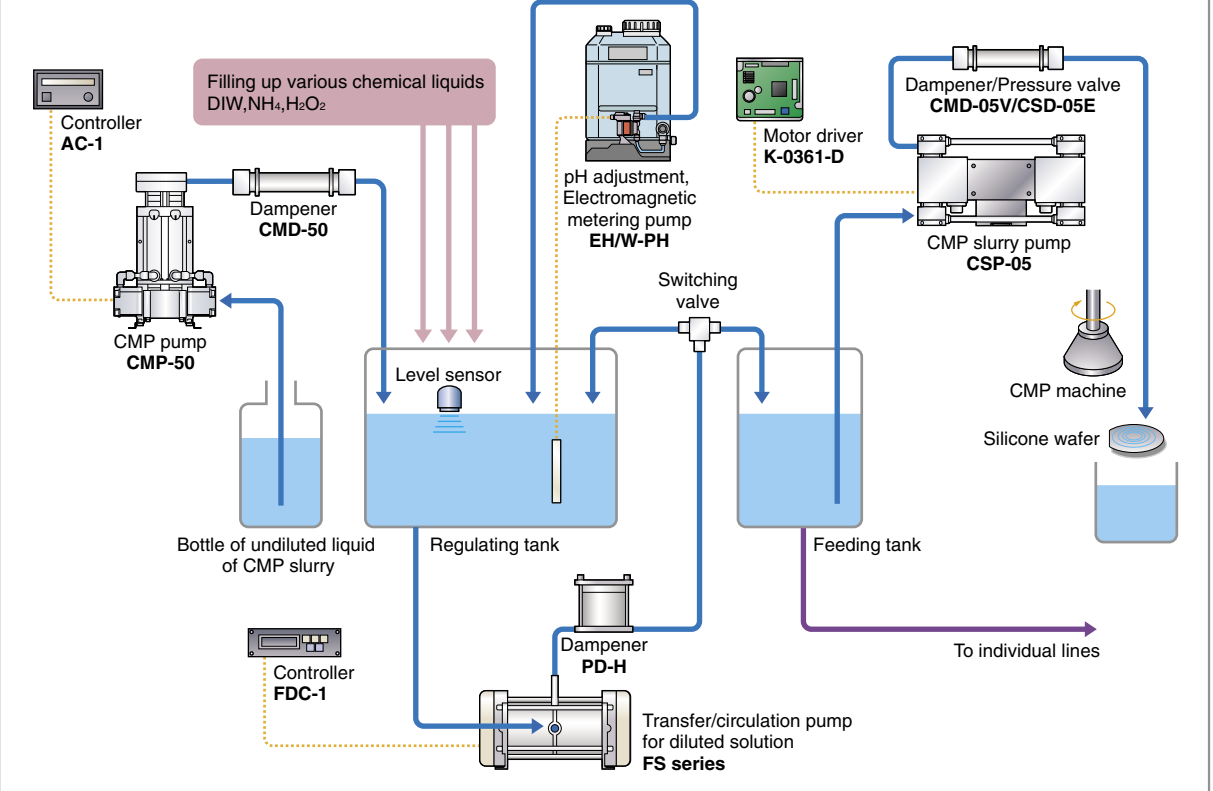 Controller
AC-1
Filling up various chemical liquids
DIW,NH₄,H₂O₂
Dampener
CMD-50
CMP pump
CMP-50
pH adjustment,
Electromagnetic
metering pump
EH/W-PH
Motor driver
K-0361-D
Dampener/Pressure valve
CMD-05V/CSD-05E
CMP slurry pump
CSP-05
Switching
valve
Level sensor
CMP machine
Silicone wafer
Bottle of undiluted liquid
of CMP slurry
Regulating tank
Feeding tank
To individual lines
Dampener
PD-H
Controller
FDC-1
Transfer/circulation pump
for diluted solution
FS series